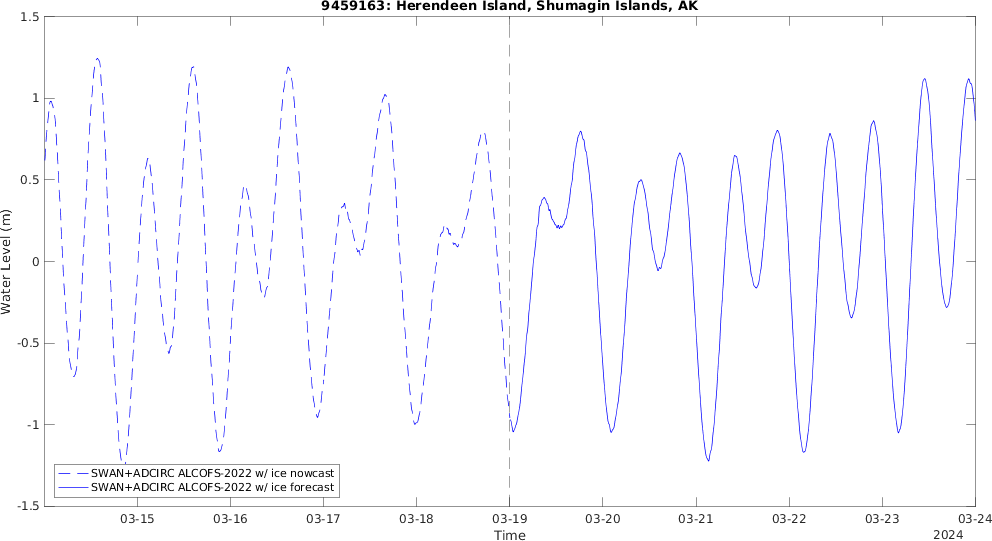 9459163: Herendeen Island, Shumagin Islands, AK
Water Level (m)
1.5
1
0.5
0
-0.5
-1
-1.5
SWAN+ADCIRC ALCOFS-2022 w/ ice nowcast
SWAN+ADCIRC ALCOFS-2022 w/ ice forecast
03-15 03-16 03-17 03-18 03-19 03-20 03-21 03-22 03-23 03-24
Time
2024